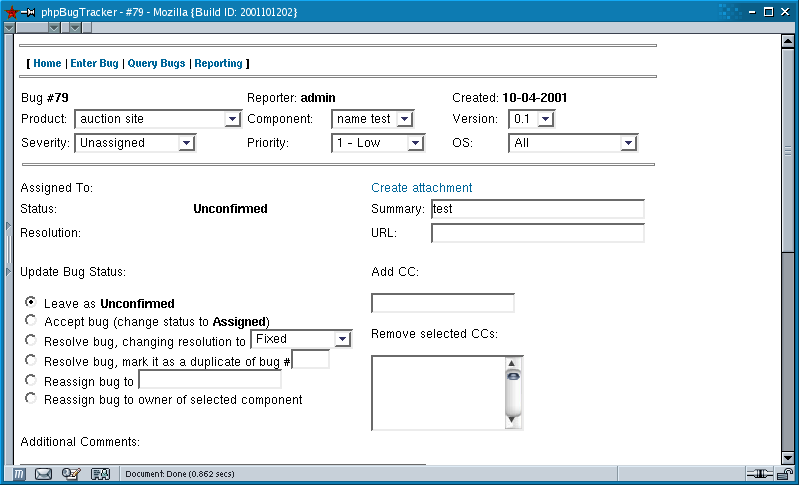 phpBugTracker - #79 - Mozilla {Build ID: 2001101202}
[ Home | Enter Bug | Query Bugs | Reporting ]
Bug #79 Reporter: admin Created: 10-04-2001
Product: auction site Component: name test Version: 0.1
Severity: Unassigned Priority: 1 - Low OS: All
Assigned To: Create attachment
Status: Unconfirmed Summary: test
Resolution: URL:
Update Bug Status: Add CC:
Leave as Unconfirmed
Accept bug (change status to Assigned)
Resolve bug, changing resolution to Fixed Remove selected CCs:
Resolve bug, mark it as a duplicate of bug #
Reassign bug to
Reassign bug to owner of selected component
Additional Comments:
Document: Done (0.862 secs)